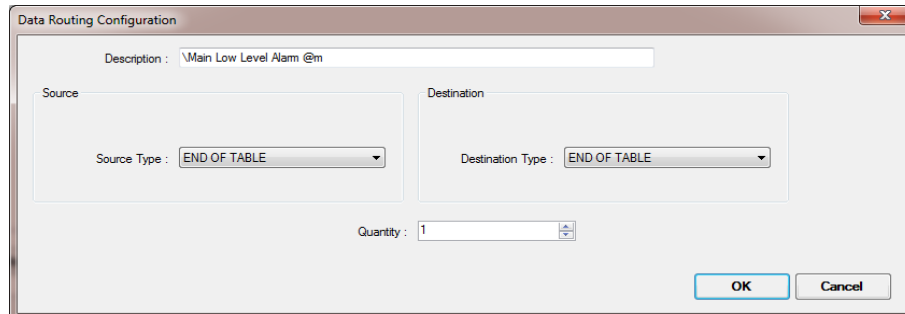 Data Routing Configuration
Description : \Main Low Level Alarm @m
Source
Destination
Source Type : END OF TABLE
Destination Type : END OF TABLE
Quantity : 1
OK
Cancel